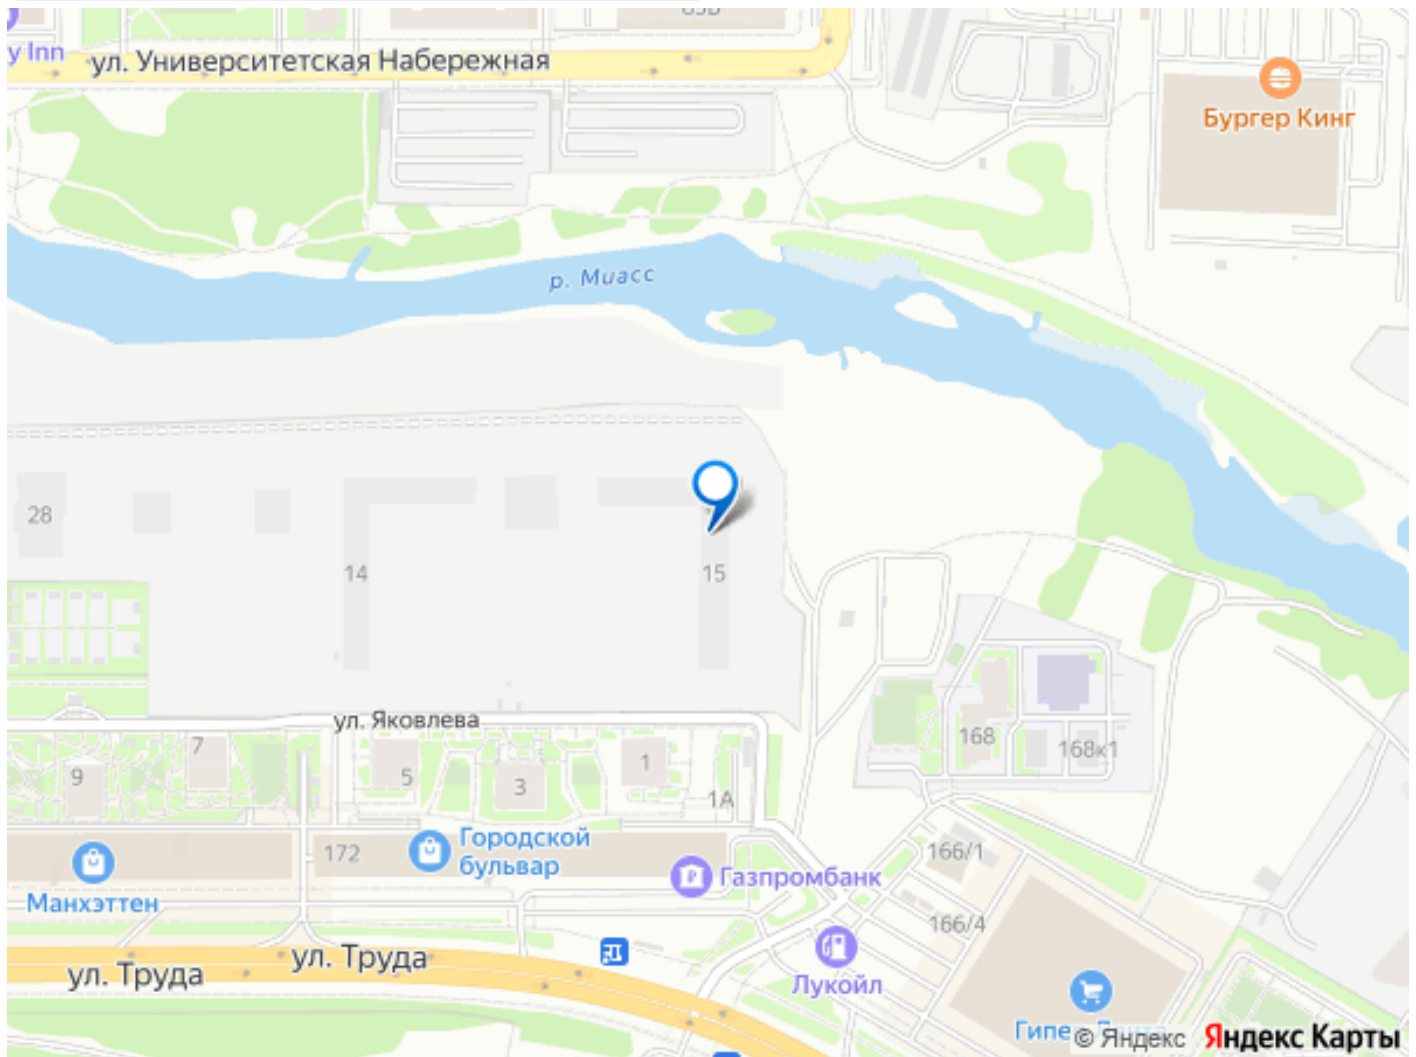 y Inn
ул. Университетская Набережная
Бургер Кинг
р. Миасс
28
14
15
ул. Яковлева
7
9
5
3
1
1А
168
168к1
172
Городской
бульвар
Манхэттен
Газпромбанк
166/1
166/4
ул. Труда
ул. Труда
Лукойл
© Яндекс Яндекс Карты